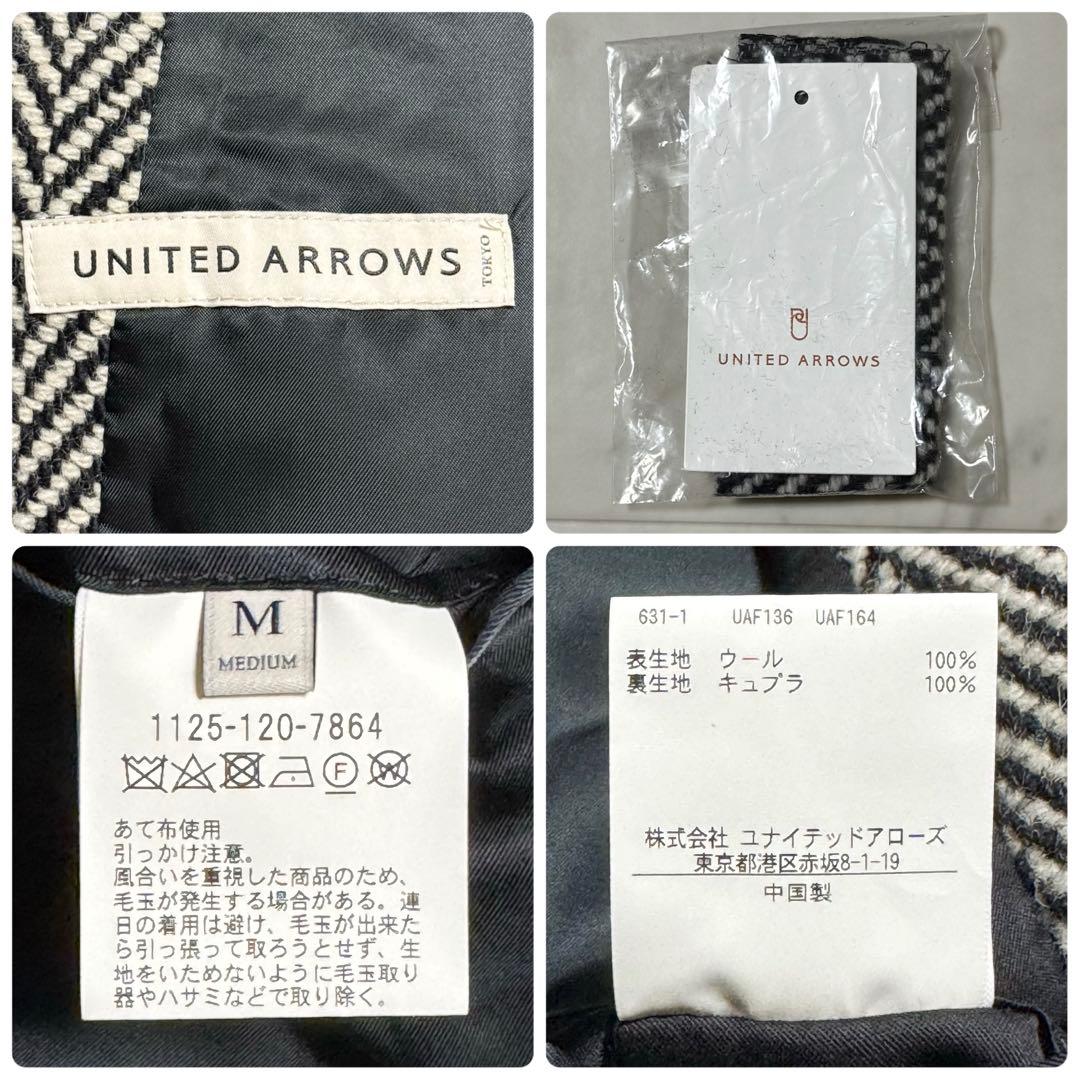 UNITED ARROWS
TOKYO
UNITED ARROWS
M
MEDIUM
1125-120-7864
F
W
あて布使用
引っかけ注意。
風合いを重視した商品のため、
毛玉が発生する場合がある。連
日の着用は避け、毛玉が出来た
ら引っ張って取ろうとせず、生
地をいためないように毛玉取り
器やハサミなどで取り除く。
631-1 UAF136 UAF164
表生地 ウール 100%
裏生地 キュプラ 100%
株式会社 ユナイテッドアローズ
東京都港区赤坂8-1-19
中国製